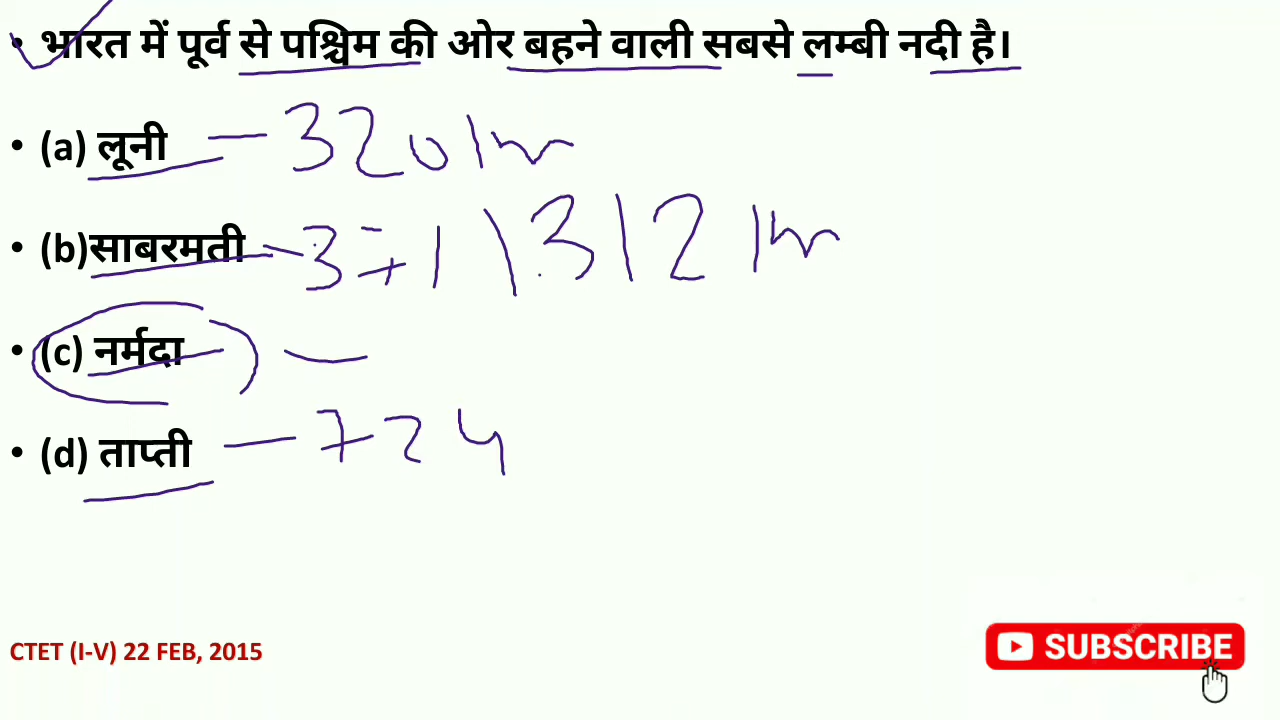 • भारत में पूर्व से पश्चिम की ओर बहने वाली सबसे लम्बी नदी है।
• (a) लूनी — 320 km
• (b)साबरमती — 371 1312 km
• (c) नर्मदा —
• (d) ताप्ती — 724
CTET (I-V) 22 FEB, 2015
SUBSCRIBE